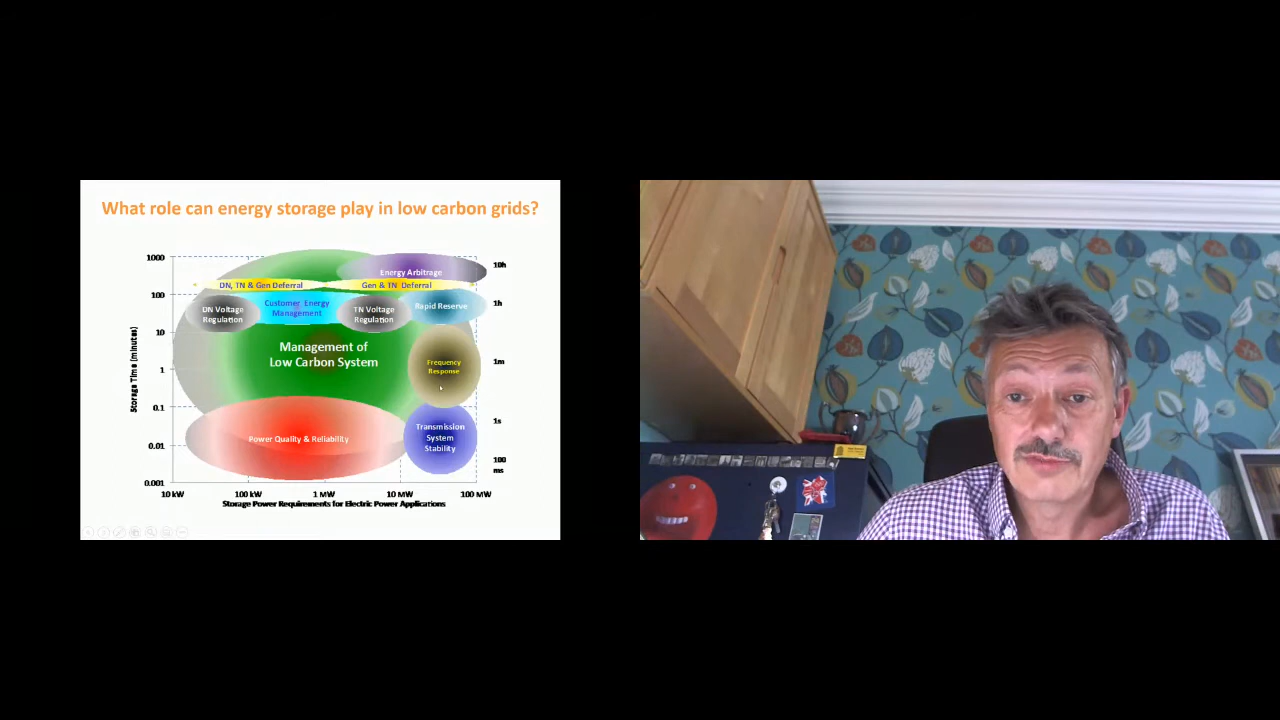 What role can energy storage play in low carbon grids?
1000
10h
Energy Arbitrage
DN, TN & Gen Deferral
Gen & TN Deferral
100
1h
Customer Energy
Management
Rapid Reserve
DN Voltage
Regulation
TN Voltage
Regulation
10
Management of
Low Carbon System
1m
Frequency
Response
1
Storage Time (minutes)
0.1
1s
Transmission
System
Stability
Power Quality & Reliability
0.01
100
ms
0.001
10 kW
100 kW
1 MW
10 MW
100 MW
Storage Power Requirements for Electric Power Applications